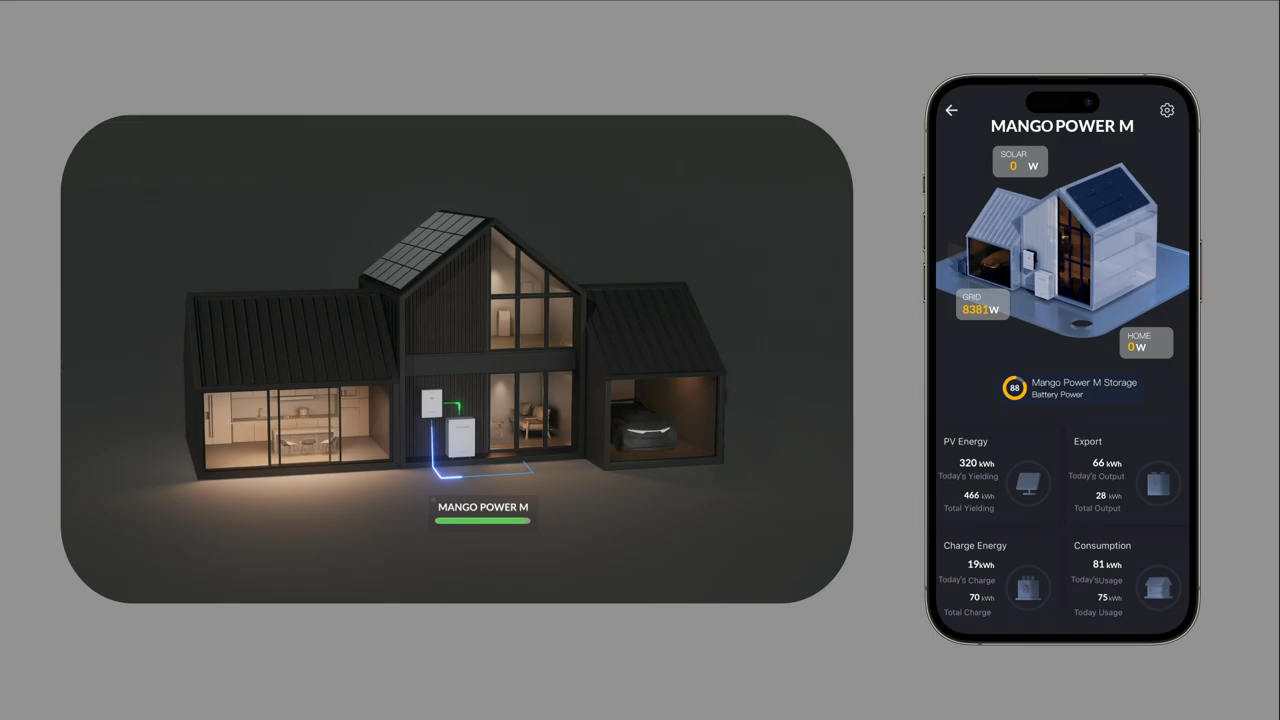 MANGO POWER M
MANGO POWER M
SOLAR
0 W
GRID
8381W
HOME
0W
88
Mango Power M Storage
Battery Power
PV Energy
320 kWh
Today's Yielding
466 kWh
Total Yielding
Export
66 kWh
Today's Output
28 kWh
Total Output
Charge Energy
19kWh
Today's Charge
70 kWh
Total Charge
Consumption
81 kWh
Today'sUsage
75 kWh
Today Usage